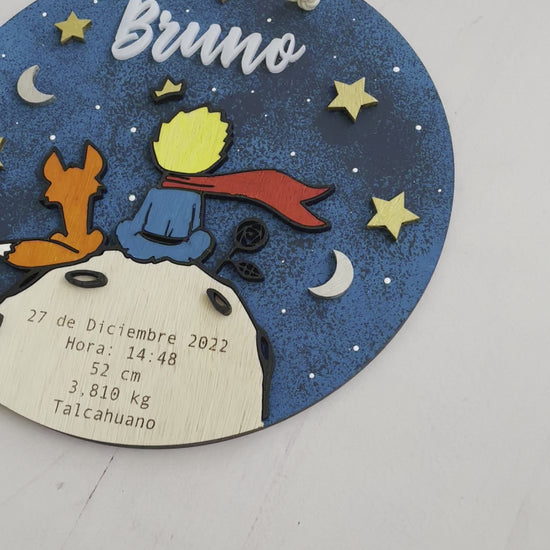 Bruno
27 de Diciembre 2022
Hora: 14:48
52 cm
3,810 kg
Talcahuano